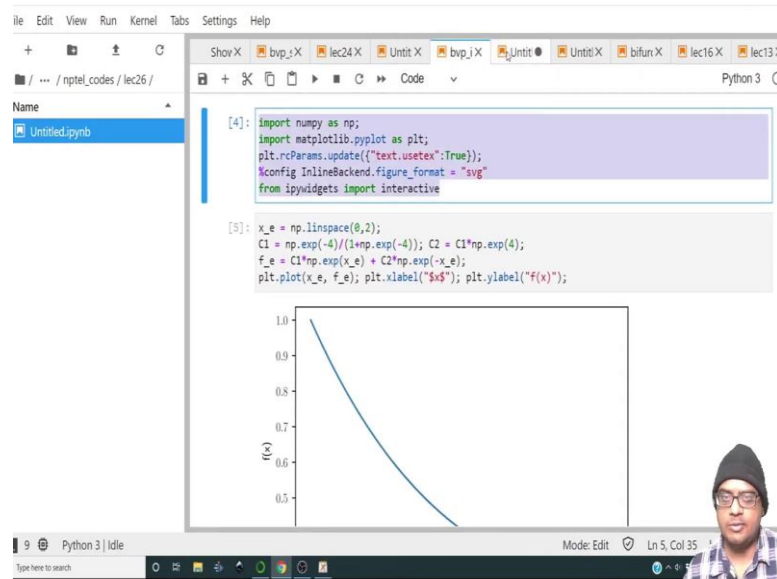 ile Edit View Run Kernel Tabs Settings Help
Show X bvp_s X lec24 X Untit X bvp_i X Untit Untitl X bifur X lec16 X lec13
/ ··· / nptel_codes / lec26 /
Code
Python 3
Name
Untitled.ipynb
[4]: import numpy as np;
import matplotlib.pyplot as plt;
plt.rcParams.update({"text.usetex":True});
%config InlineBackend.figure_format = "svg"
from ipywidgets import interactive
[5]: x_e = np.linspace(0,2);
C1 = np.exp(-4)/(1+np.exp(-4)); C2 = C1*np.exp(4);
f_e = C1*np.exp(x_e) + C2*np.exp(-x_e);
plt.plot(x_e, f_e); plt.xlabel("$x$"); plt.ylabel("f(x)");
1.0
0.9
0.8
0.7
f(x)
0.6
0.5
9 Python 3 | Idle
Mode: Edit Ln 5, Col 35
Type here to search